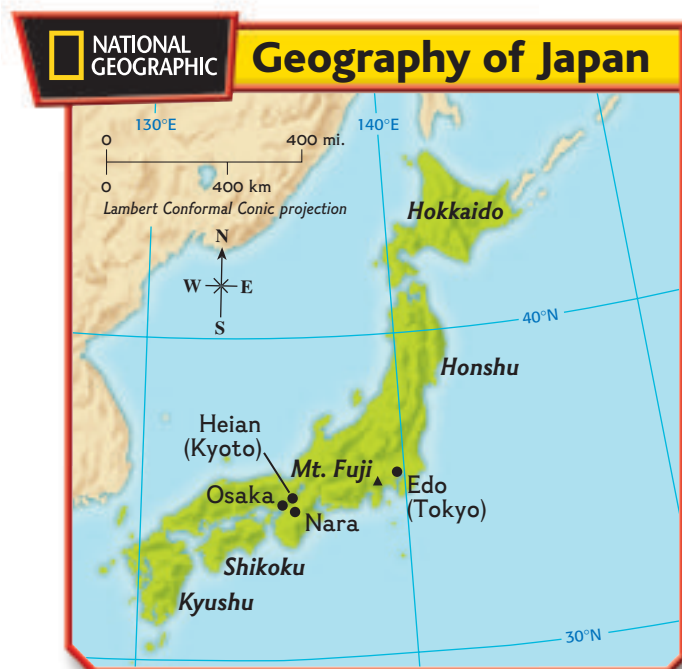 NATIONAL
GEOGRAPHIC
Geography of Japan
130°E
140°E
0
400 mi.
0
400 km
Lambert Conformal Conic projection
N
W
E
S
Hokkaido
40°N
Honshu
Heian
(Kyoto)
Mt. Fuji
Edo
(Tokyo)
Osaka
Nara
Shikoku
Kyushu
30°N